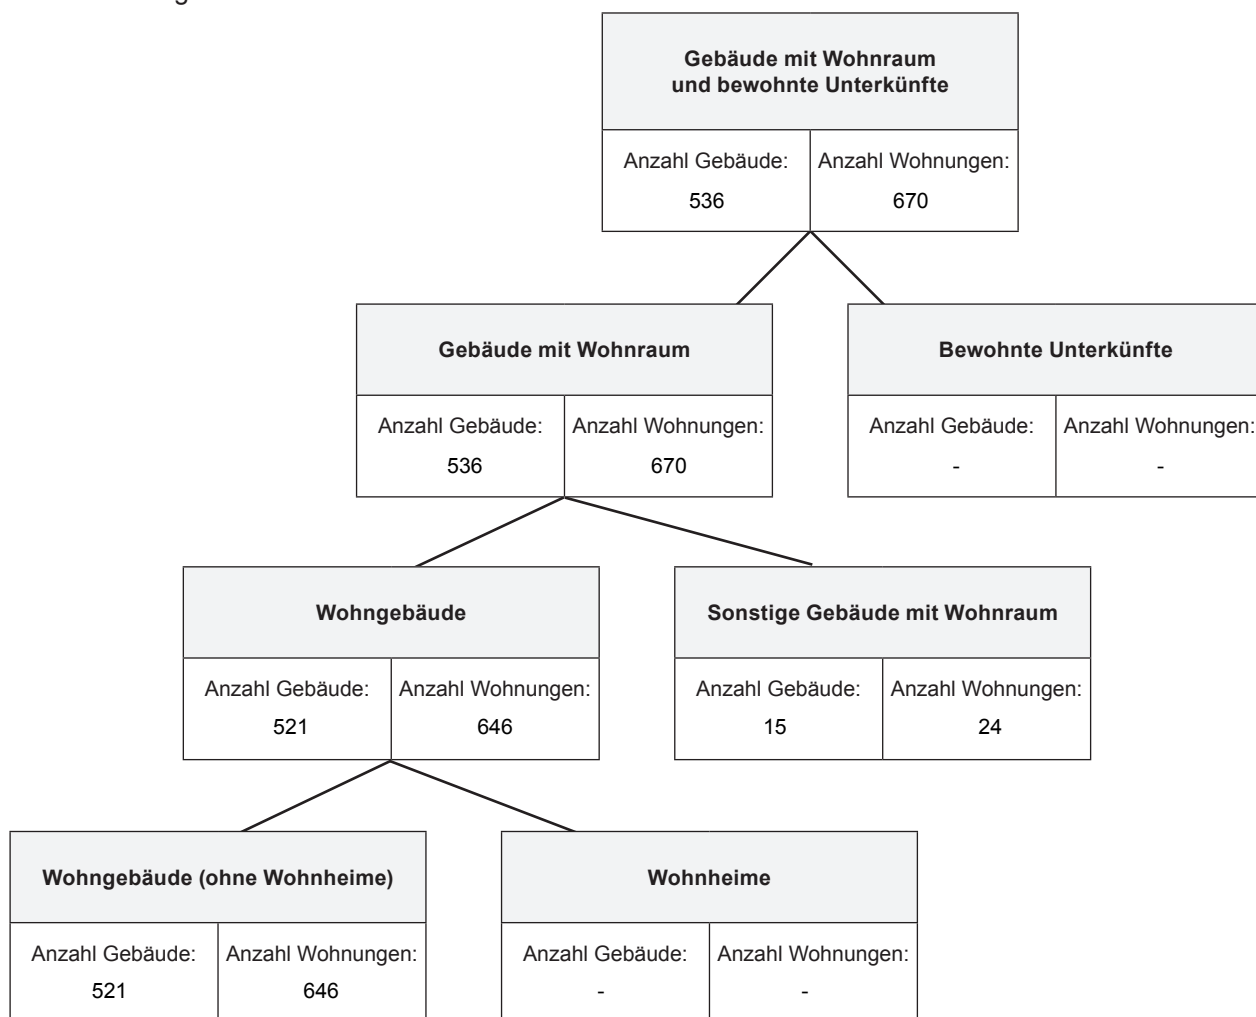 Gebäude mit Wohnraum
und bewohnte Unterkünfte
Anzahl Gebäude: Anzahl Wohnungen:
536 670
Gebäude mit Wohnraum Bewohnte Unterkünfte
Anzahl Gebäude: Anzahl Wohnungen: Anzahl Gebäude: Anzahl Wohnungen:
536 670 - -
Wohngebäude Sonstige Gebäude mit Wohnraum
Anzahl Gebäude: Anzahl Wohnungen: Anzahl Gebäude: Anzahl Wohnungen:
521 646 15 24
Wohngebäude (ohne Wohnheime) Wohnheime
Anzahl Gebäude: Anzahl Wohnungen: Anzahl Gebäude: Anzahl Wohnungen:
521 646 - -